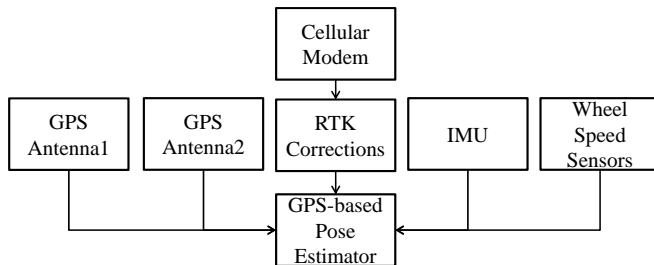 Cellular
Modem
GPS
Antenna1
GPS
Antenna2
RTK
Corrections
IMU
Wheel
Speed
Sensors
GPS-based
Pose
Estimator